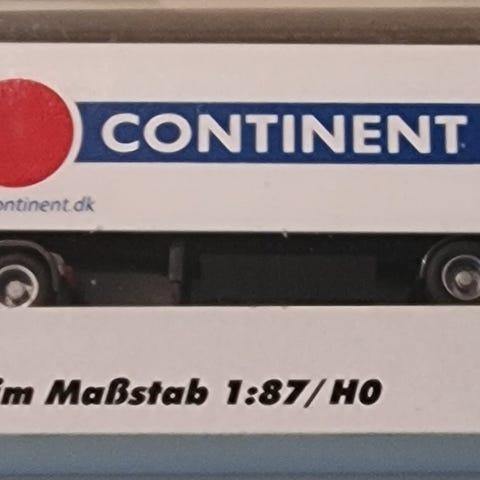 CONTINENT
ontinent.dk
im Maßstab 1:87/H0